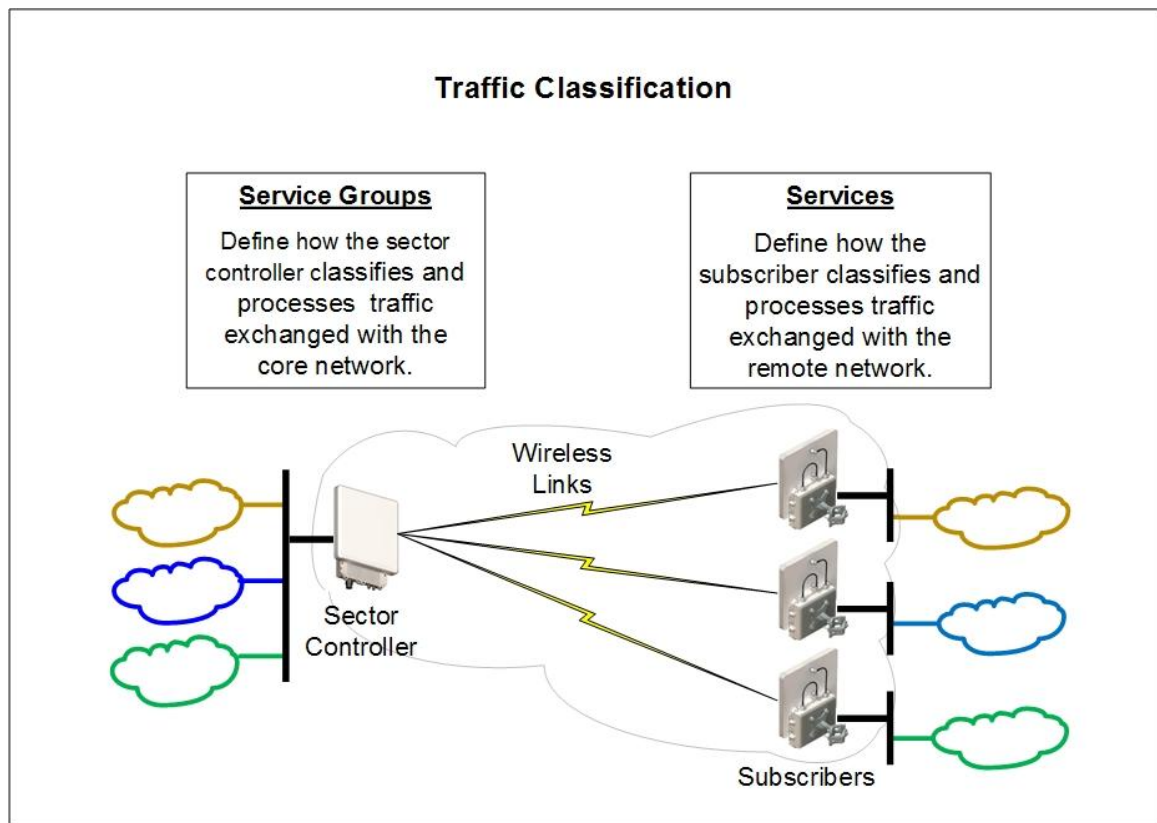 Traffic Classification
Service Groups
Define how the sector
controller classifies and
processes traffic
exchanged with the
core network.
Services
Define how the
subscriber classifies and
processes traffic
exchanged with the
remote network.
Wireless
Links
Sector
Controller
Subscribers